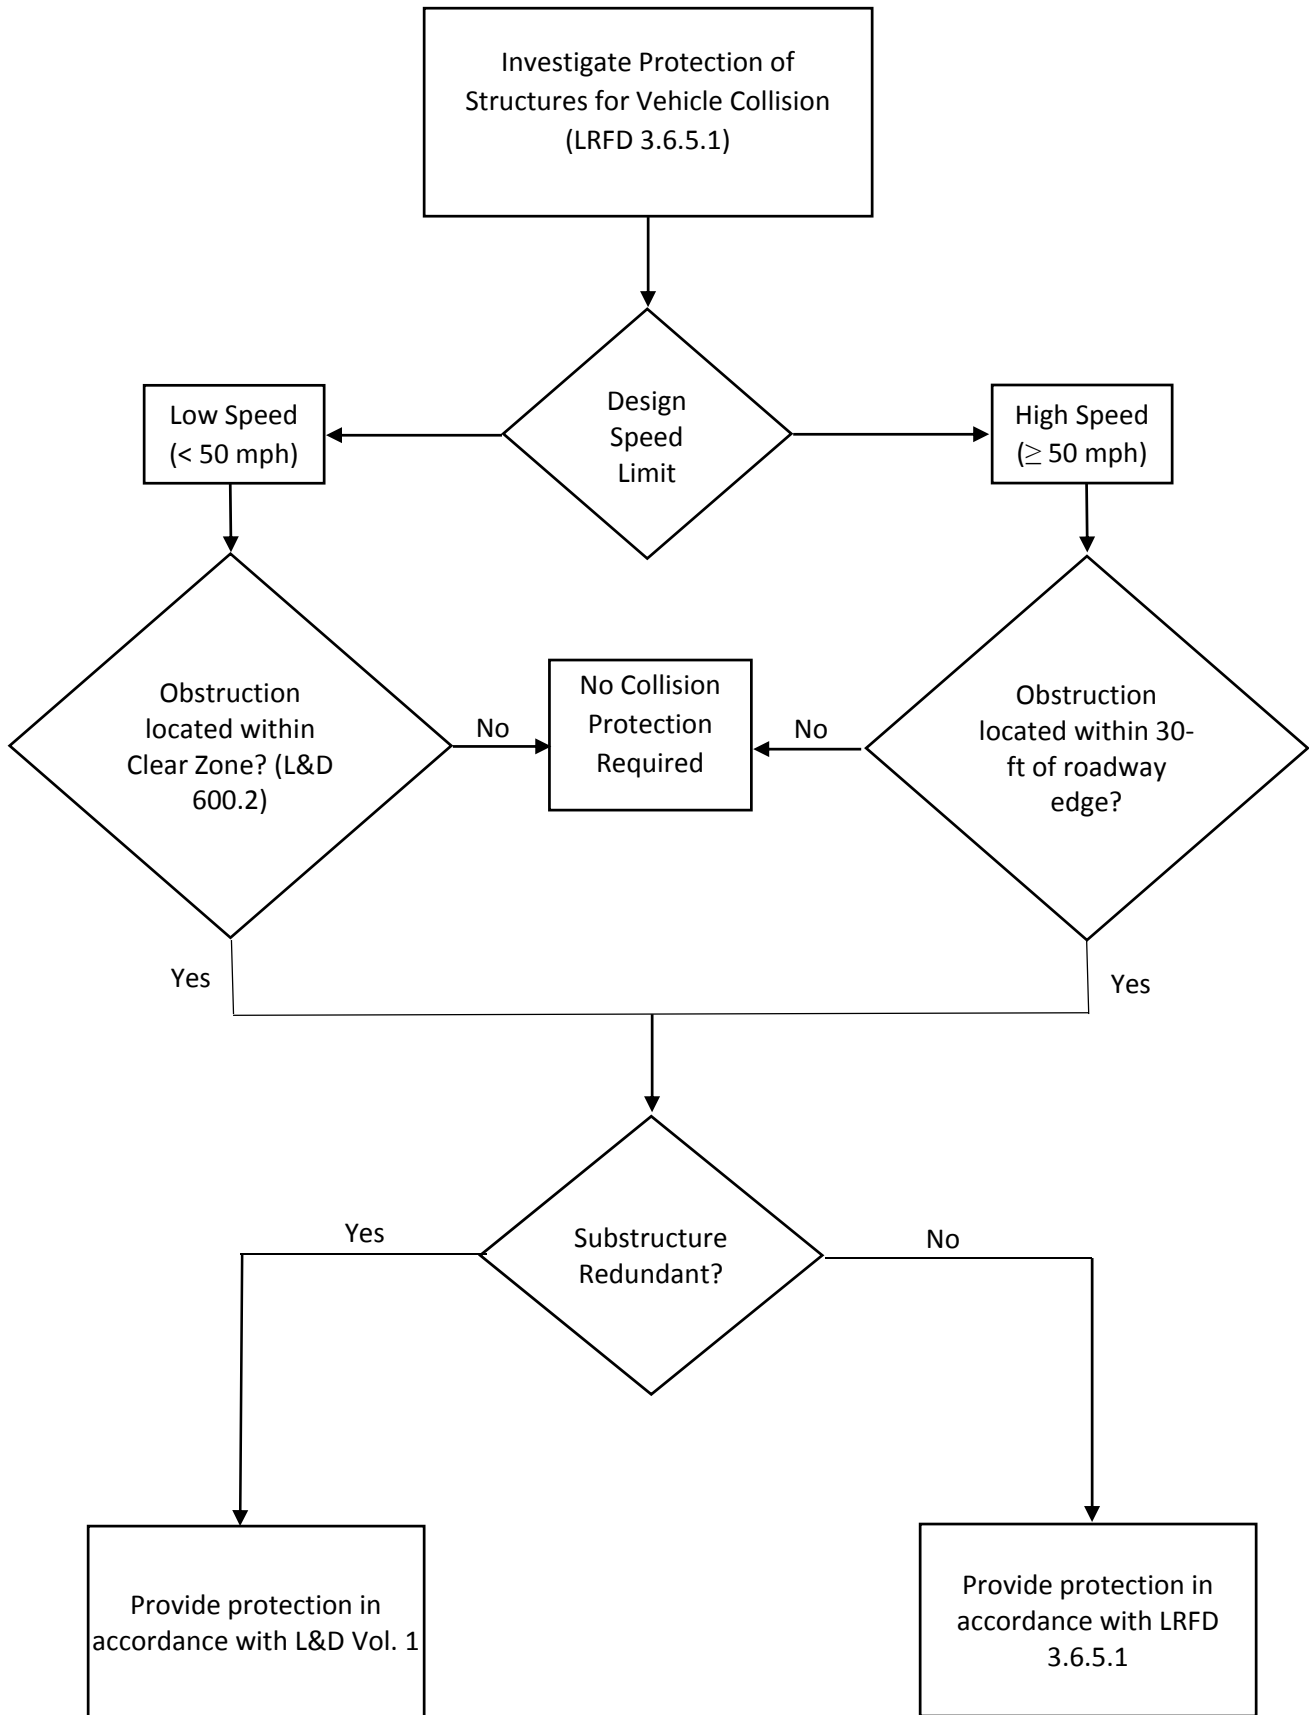 Investigate Protection of
Structures for Vehicle Collision
(LRFD 3.6.5.1)
Design
Speed
Limit
Low Speed
(< 50 mph)
High Speed
(≥ 50 mph)
Obstruction
located within
Clear Zone? (L&D
600.2)
No
No Collision
Protection
Required
No
Obstruction
located within 30-
ft of roadway
edge?
Yes
Yes
Substructure
Redundant?
Yes
No
Provide protection in
accordance with L&D Vol. 1
Provide protection in
accordance with LRFD
3.6.5.1